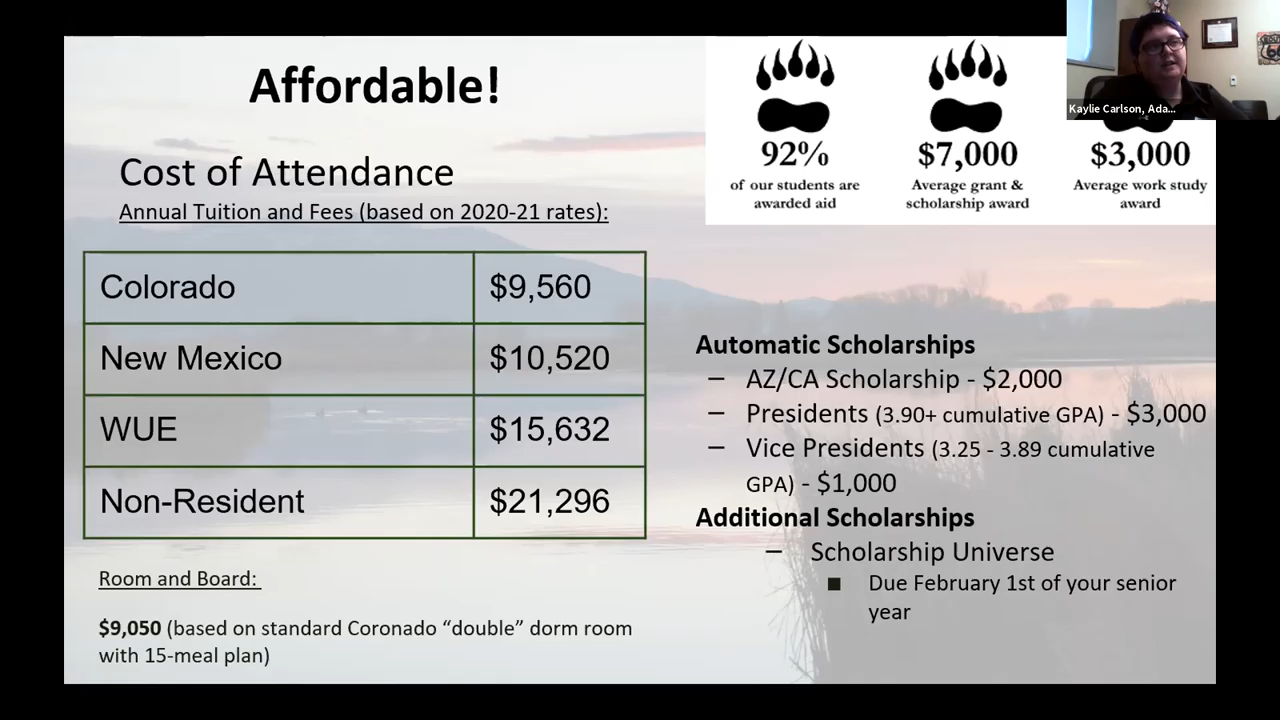 Affordable!
Cost of Attendance
Annual Tuition and Fees (based on 2020-21 rates):
Colorado $9,560
New Mexico $10,520
WUE $15,632
Non-Resident $21,296
Room and Board:
$9,050 (based on standard Coronado “double” dorm room
with 15-meal plan)
92%
of our students are
awarded aid
$7,000
Average grant &
scholarship award
$3,000
Average work study
award
Kaylie Carlson, Ada...
Automatic Scholarships
– AZ/CA Scholarship - $2,000
– Presidents (3.90+ cumulative GPA) - $3,000
– Vice Presidents (3.25 - 3.89 cumulative
GPA) - $1,000
Additional Scholarships
– Scholarship Universe
■ Due February 1st of your senior
year